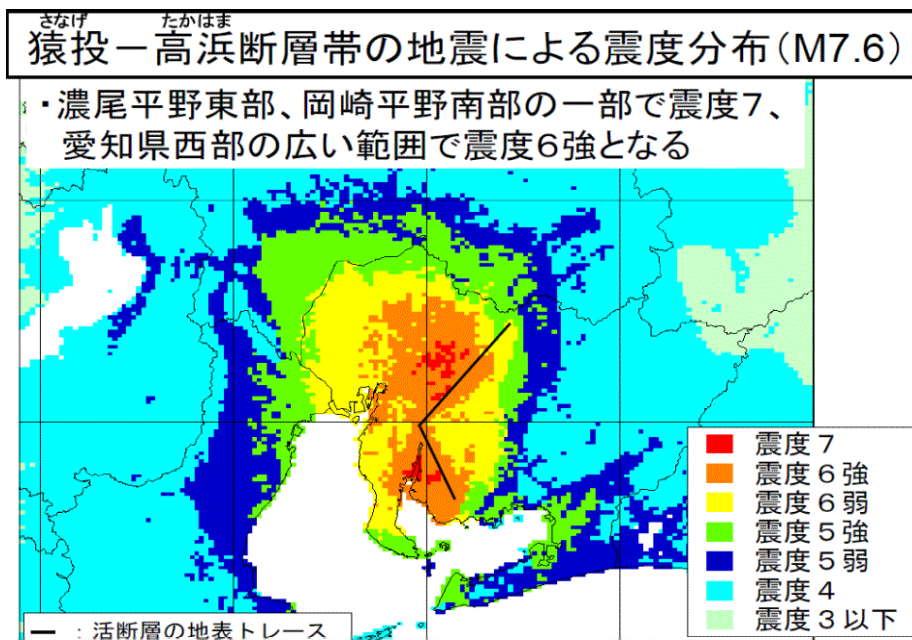 さなげ たかはま
猿投－高浜断層帯の地震による震度分布(M7.6)
・濃尾平野東部、岡崎平野南部の一部で震度7、
愛知県西部の広い範囲で震度6強となる
震度7
震度6強
震度6弱
震度5強
震度5弱
震度4
震度3以下
ー ：活断層の地表トレース